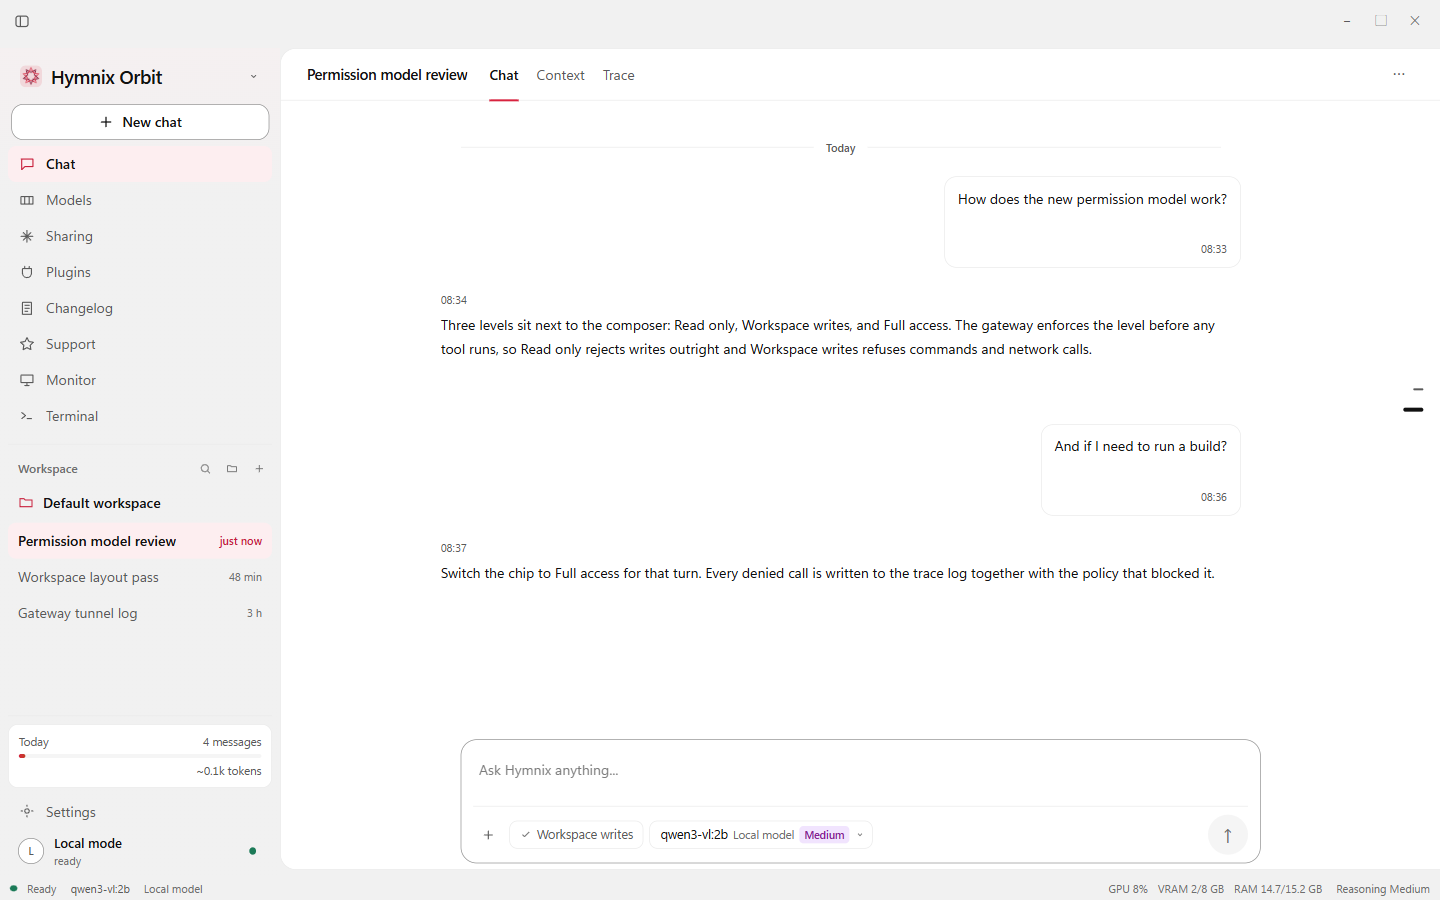 Hymnix Orbit
New chat
Chat
Models
Sharing
Plugins
Changelog
Support
Monitor
Terminal
Workspace
Default workspace
Permission model review just now
Workspace layout pass 48 min
Gateway tunnel log 3 h
Today 4 messages
~0.1k tokens
Settings
L
Local mode
ready
Permission model review Chat Context Trace
Today
How does the new permission model work?
08:33
08:34
Three levels sit next to the composer: Read only, Workspace writes, and Full access. The gateway enforces the level before any
tool runs, so Read only rejects writes outright and Workspace writes refuses commands and network calls.
And if I need to run a build?
08:36
08:37
Switch the chip to Full access for that turn. Every denied call is written to the trace log together with the policy that blocked it.
Ask Hymnix anything...
Workspace writes qwen3-vl:2b Local model Medium
Ready qwen3-vl:2b Local model GPU 8% VRAM 2/8 GB RAM 14.7/15.2 GB Reasoning Medium